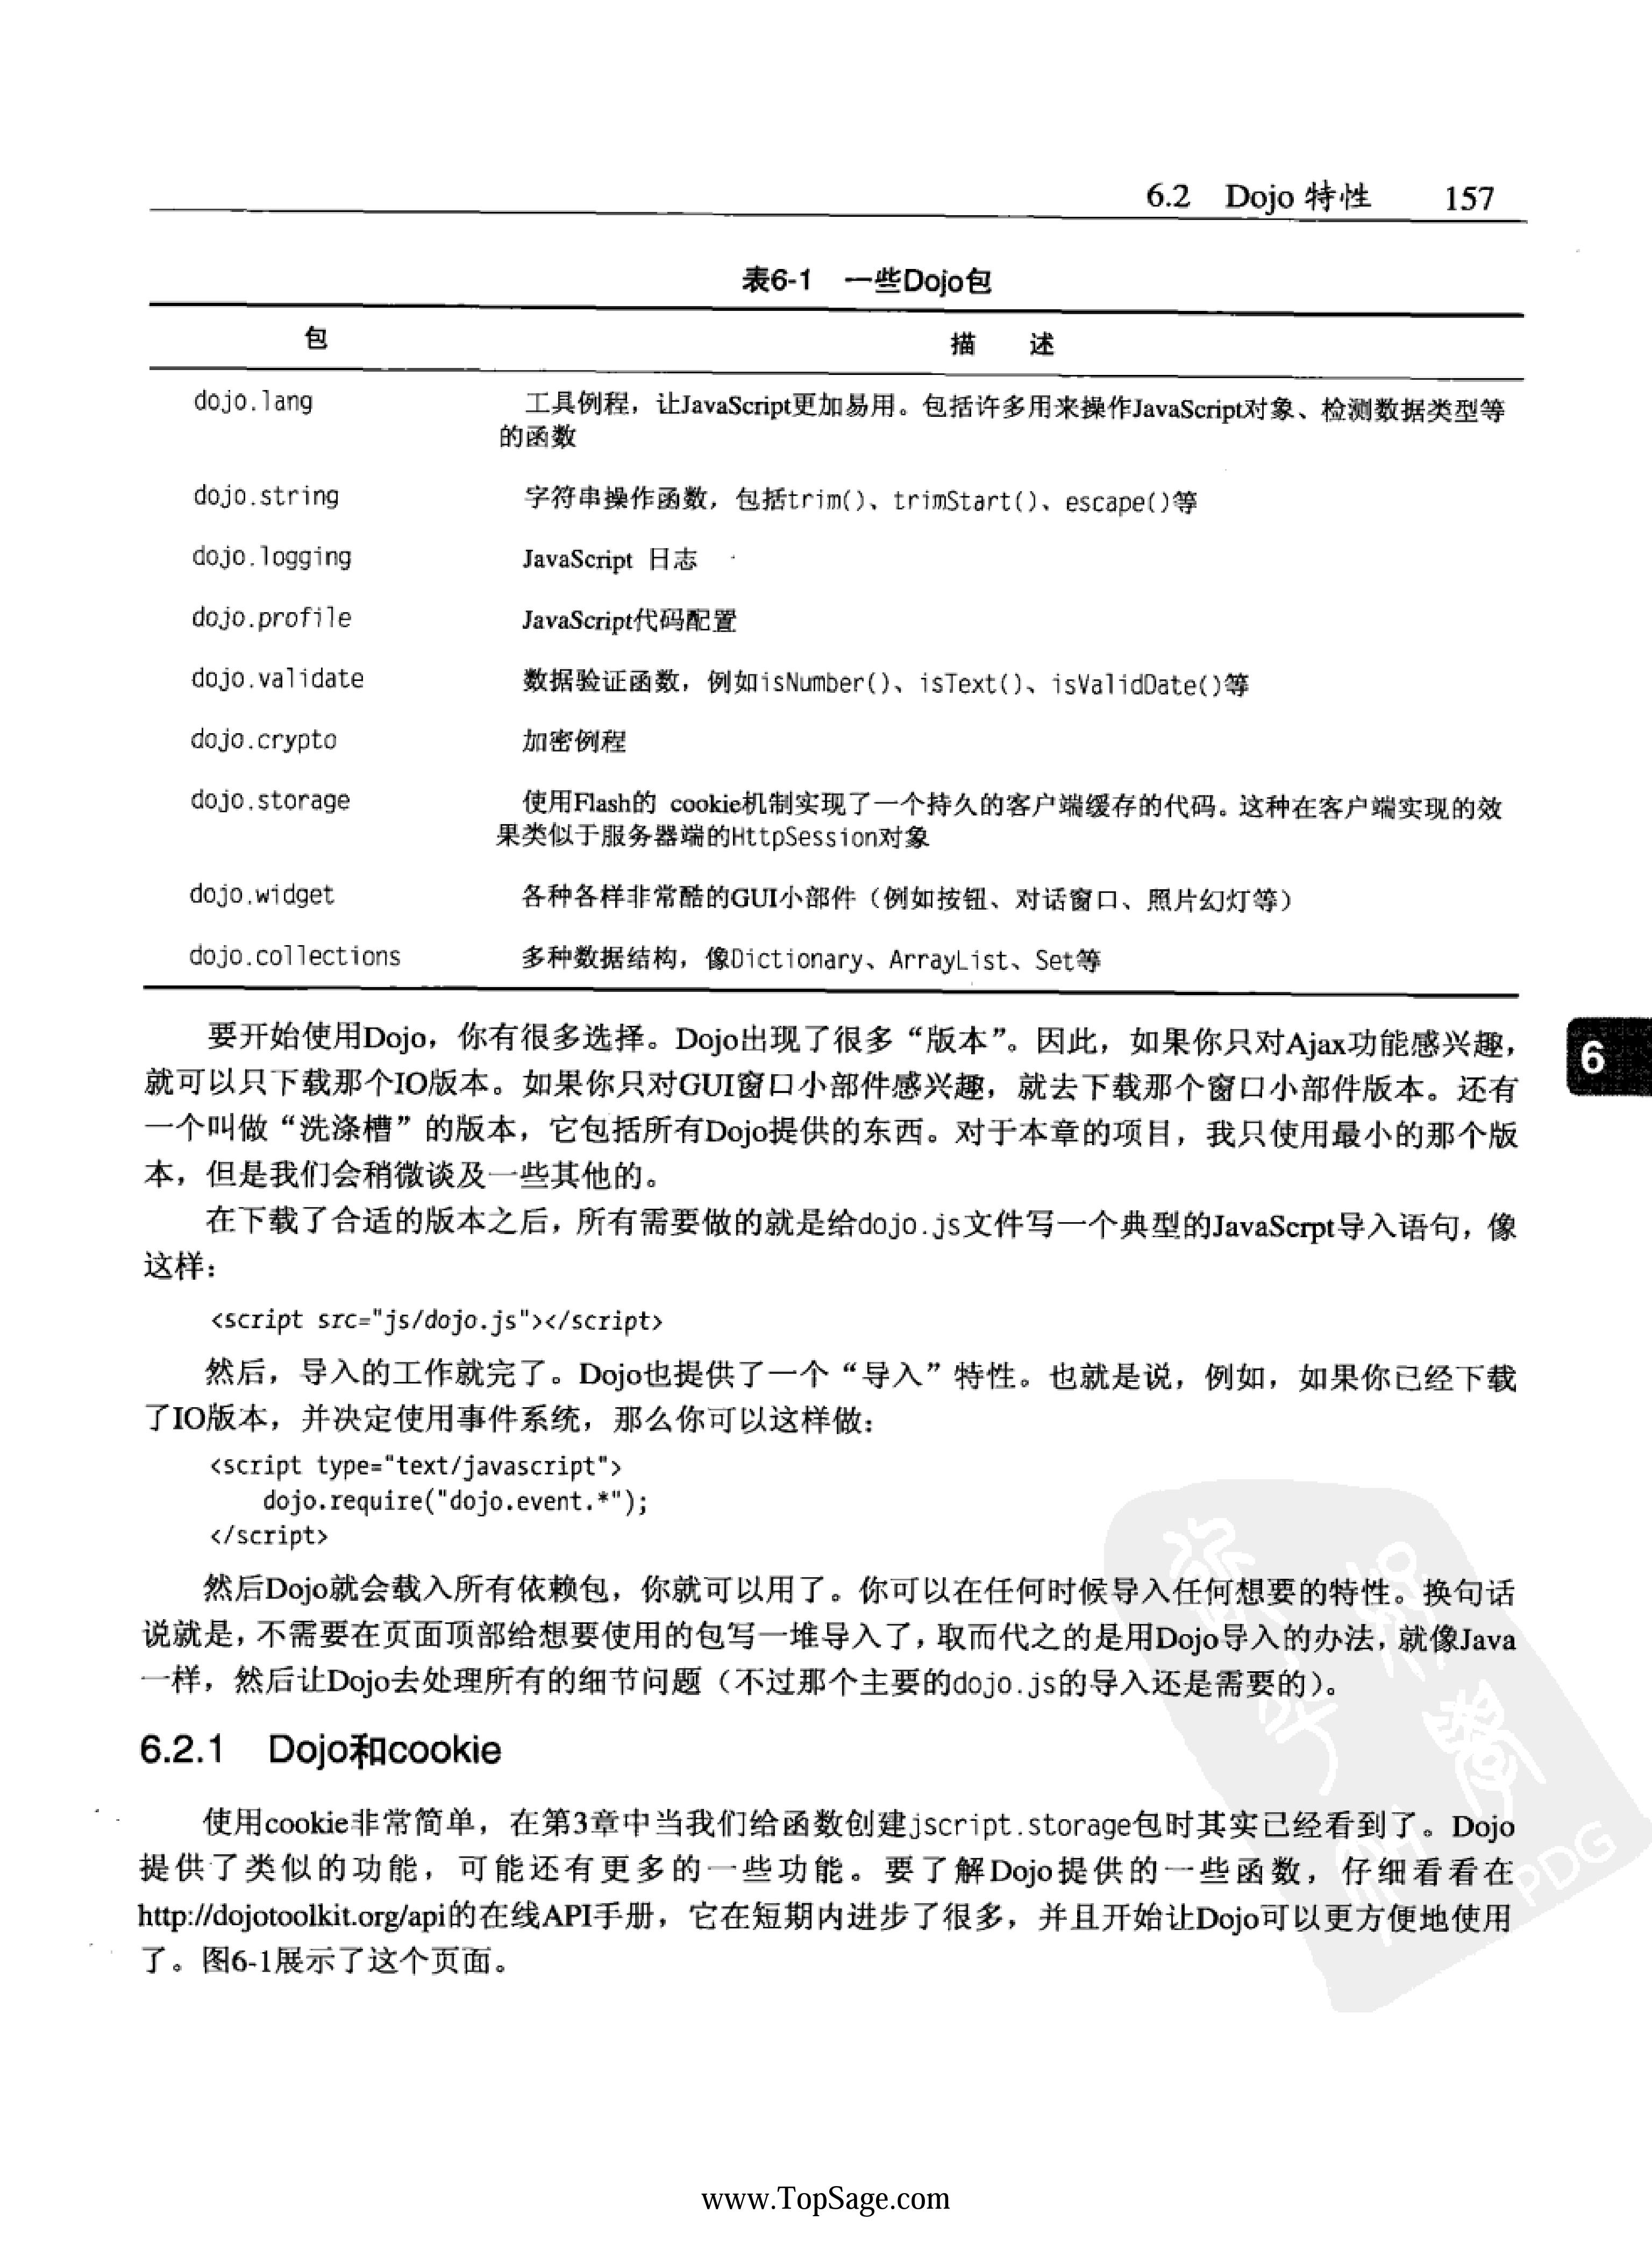 6.2 Dojo 特性 157
表6-1 一些Dojo包
包 描 述
dojo.lang 工具例程，让JavaScript更加易用。包括许多用来操作JavaScript对象、检测数据类型等
的函数
dojo.string 字符串操作函数，包括trim()、trimStart()、escape()等
dojo.logging JavaScript 日志
dojo.profile JavaScript代码配置
dojo.validate 数据验证函数，例如isNumber()、isText()、isValidDate()等
dojo.crypto 加密例程
dojo.storage 使用Flash的 cookie机制实现了一个持久的客户端缓存的代码。这种在客户端实现的效
果类似于服务器端的HttpSession对象
dojo.widget 各种各样非常酷的GUI小部件（例如按钮、对话窗口、照片幻灯等）
dojo.collections 多种数据结构，像Dictionary、ArrayList、Set等
要开始使用Dojo，你有很多选择。Dojo出现了很多“版本”。因此，如果你只对Ajax功能感兴趣，
就可以只下载那个IO版本。如果你只对GUI窗口小部件感兴趣，就去下载那个窗口小部件版本。还有
一个叫做“洗涤槽”的版本，它包括所有Dojo提供的东西。对于本章的项目，我只使用最小的那个版
本，但是我们会稍微谈及一些其他的。
6
在下载了合适的版本之后，所有需要做的就是给dojo.js文件写一个典型的JavaScrpt导入语句，像
这样：
<script src="js/dojo.js"></script>
然后，导入的工作就完了。Dojo也提供了一个“导入”特性。也就是说，例如，如果你已经下载
了IO版本，并决定使用事件系统，那么你可以这样做：
<script type="text/javascript">
dojo.require("dojo.event.*");
</script>
然后Dojo就会载入所有依赖包，你就可以用了。你可以在任何时候导入任何想要的特性。换句话
说就是，不需要在页面顶部给想要使用的包写一堆导入了，取而代之的是用Dojo导入的办法，就像Java
一样，然后让Dojo去处理所有的细节问题（不过那个主要的dojo.js的导入还是需要的）。
6.2.1 Dojo和cookie
使用cookie非常简单，在第3章中当我们给函数创建jscript.storage包时其实已经看到了。Dojo
提供了类似的功能，可能还有更多的一些功能。要了解Dojo提供的一些函数，仔细看看在
http://dojotoolkit.org/api的在线API手册，它在短期内进步了很多，并且开始让Dojo可以更方便地使用
了。图6-1展示了这个页面。
PDG
www.TopSage.com